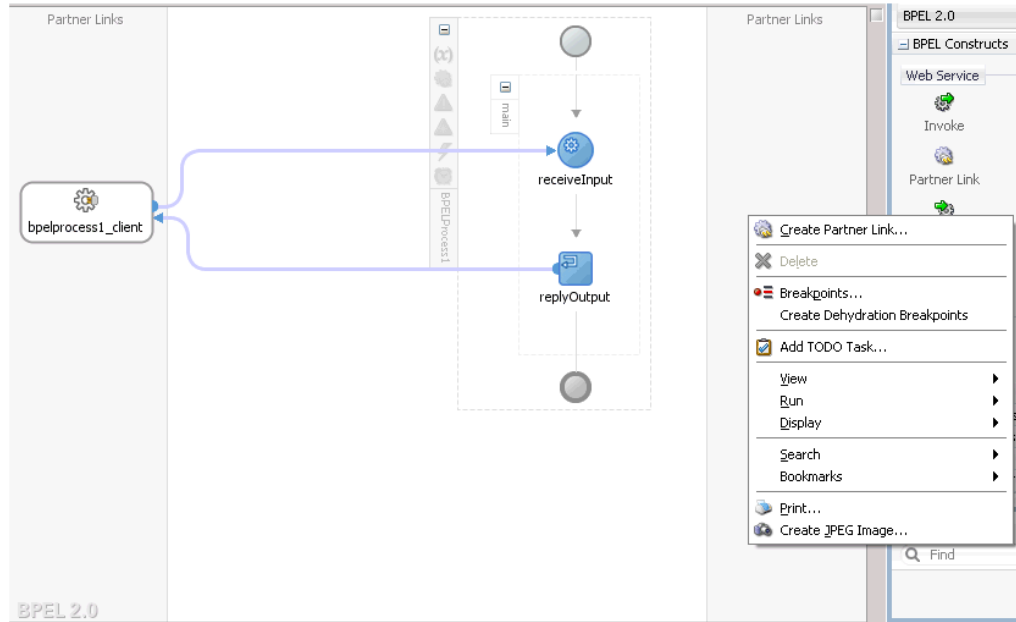 Partner Links
Partner Links
BPEL 2.0
BPEL Constructs
Web Service
Invoke
Partner Link
(x)
main
BPELProcess1
receiveInput
replyOutput
bpelprocess1_client
Create Partner Link...
Delete
Breakpoints...
Create Dehydration Breakpoints
Add TODO Task...
View
Run
Display
Search
Bookmarks
Print...
Create JPEG Image...
Find
BPEL 2.0